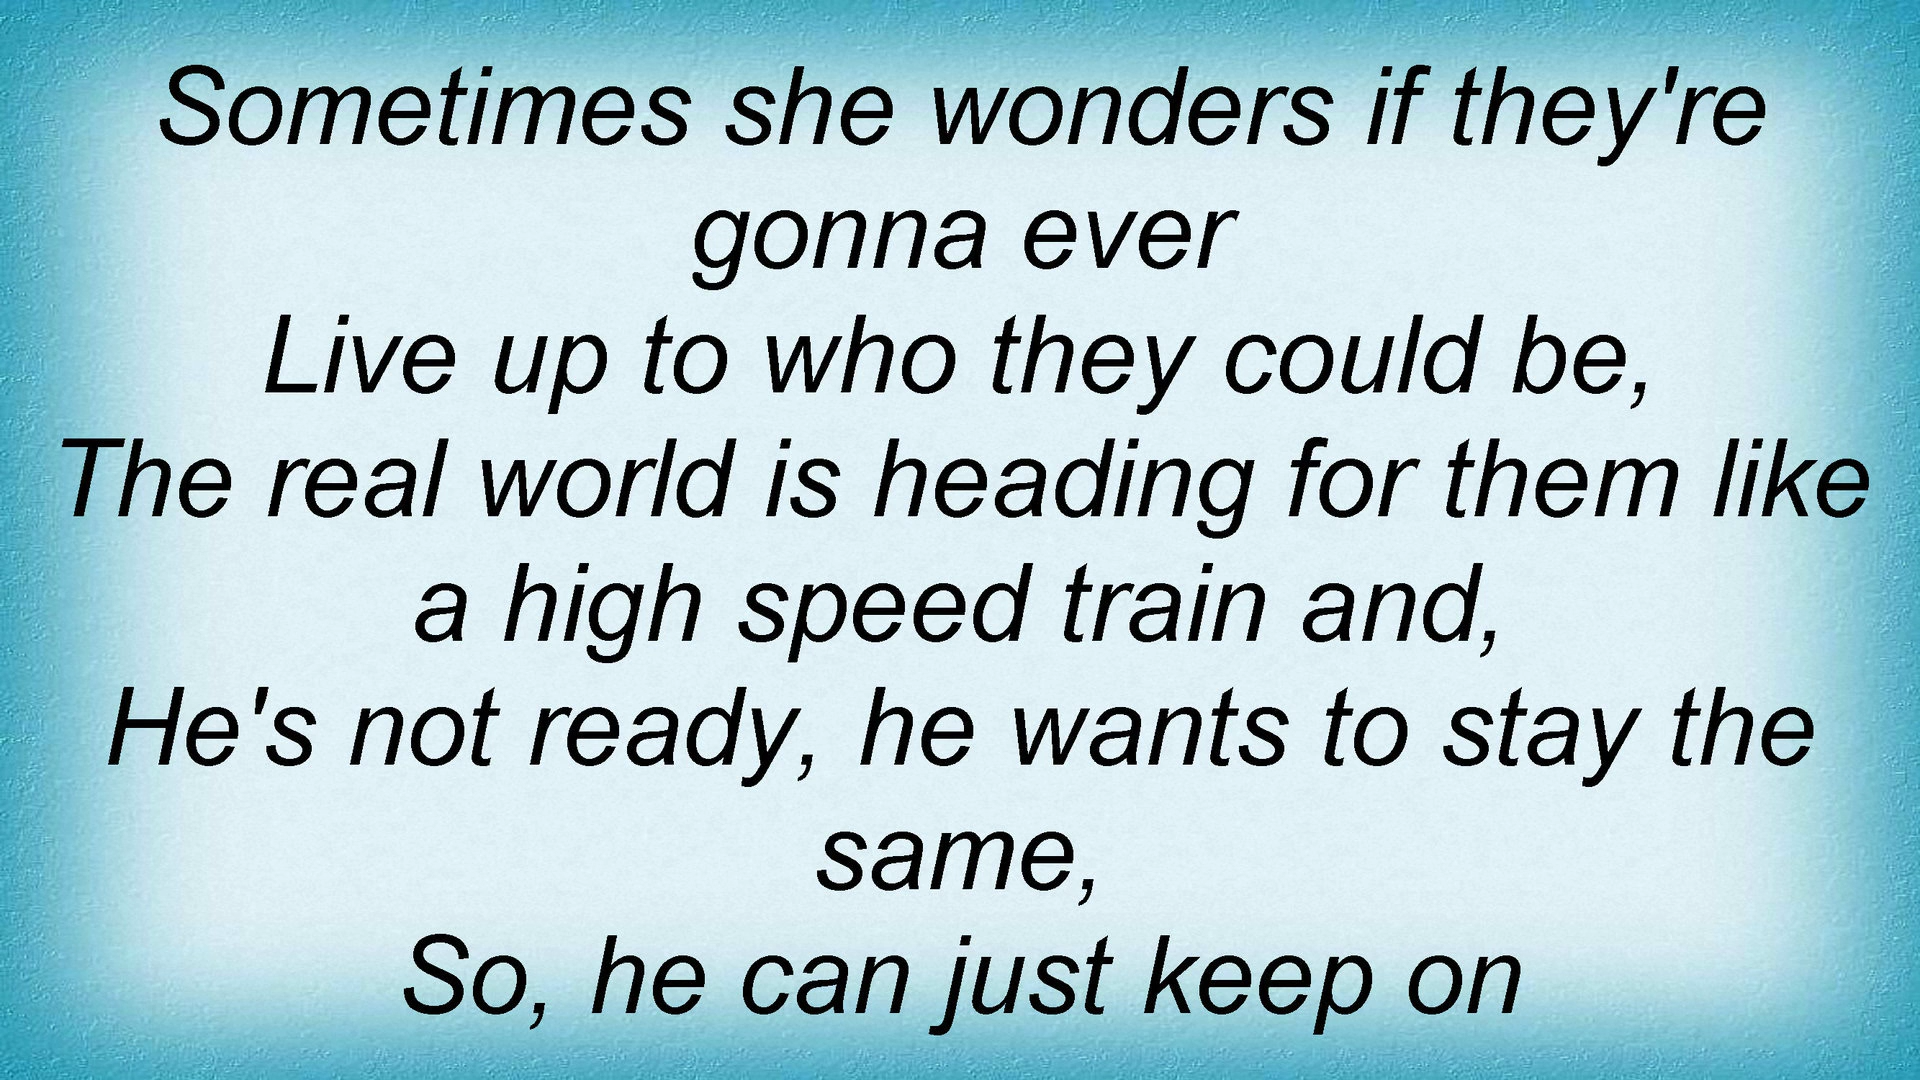 Sometimes she wonders if they're
gonna ever
Live up to who they could be,
The real world is heading for them like
a high speed train and,
He's not ready, he wants to stay the
same,
So, he can just keep on